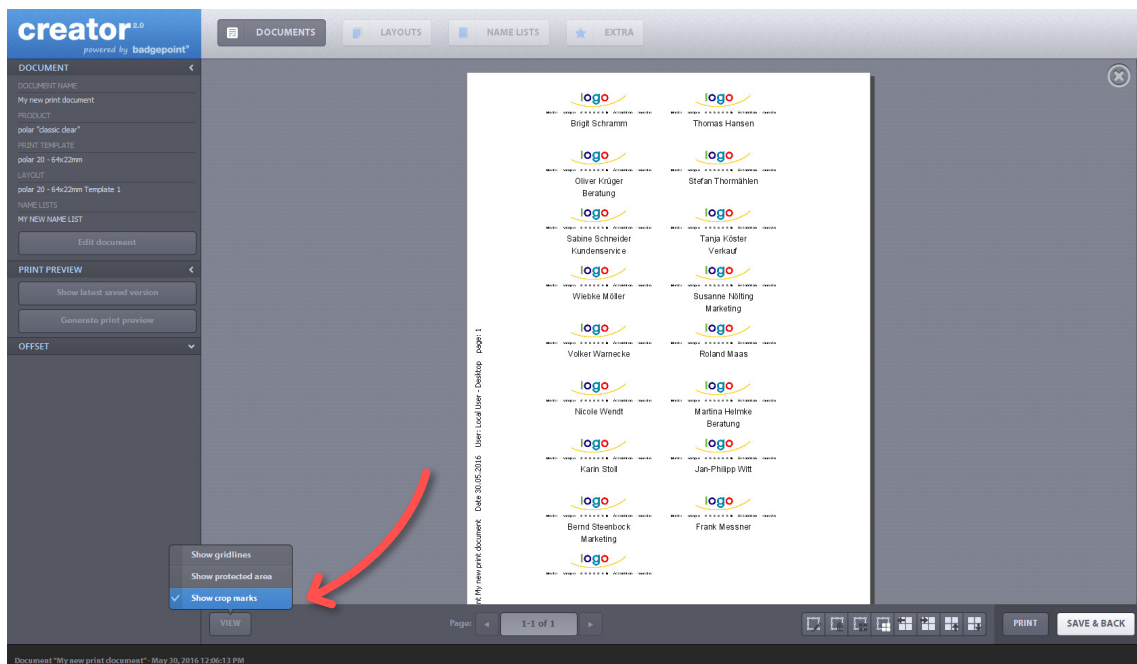 creator 2.0
powered by badgepoint®
DOCUMENTS
LAYOUTS
NAME LISTS
EXTRA
DOCUMENT
DOCUMENT NAME
My new print document
PRODUCT
polar "classic clear"
PRINT TEMPLATE
polar 20 - 64x22mm
LAYOUT
polar 20 - 64x22mm Template 1
NAME LISTS
MY NEW NAME LIST
Edit document
PRINT PREVIEW
Show latest saved version
Generate print preview
OFFSET
logo
logo
Brigit Schramm
Thomas Hansen
logo
logo
Oliver Krüger
Stefan Thormählen
Beratung
logo
logo
Sabine Schneider
Tanja Köster
Kundenservice
Verkauf
logo
logo
Wiebke Möller
Susanne Nölting
Marketing
logo
logo
Volker Warnecke
Roland Maas
logo
logo
Nicole Wendt
Martina Helmke
Beratung
logo
logo
Karin Stoll
Jan-Philipp Witt
logo
logo
Bernd Steenbock
Frank Messner
Marketing
logo
nt My new print document Date 30.05.2016 User: Local User - Desktop page: 1
Show gridlines
Show protected area
Show crop marks
VIEW
Page:
1-1 of 1
PRINT
SAVE & BACK
Document "My new print document" - May 30, 2016 12:06:13 PM